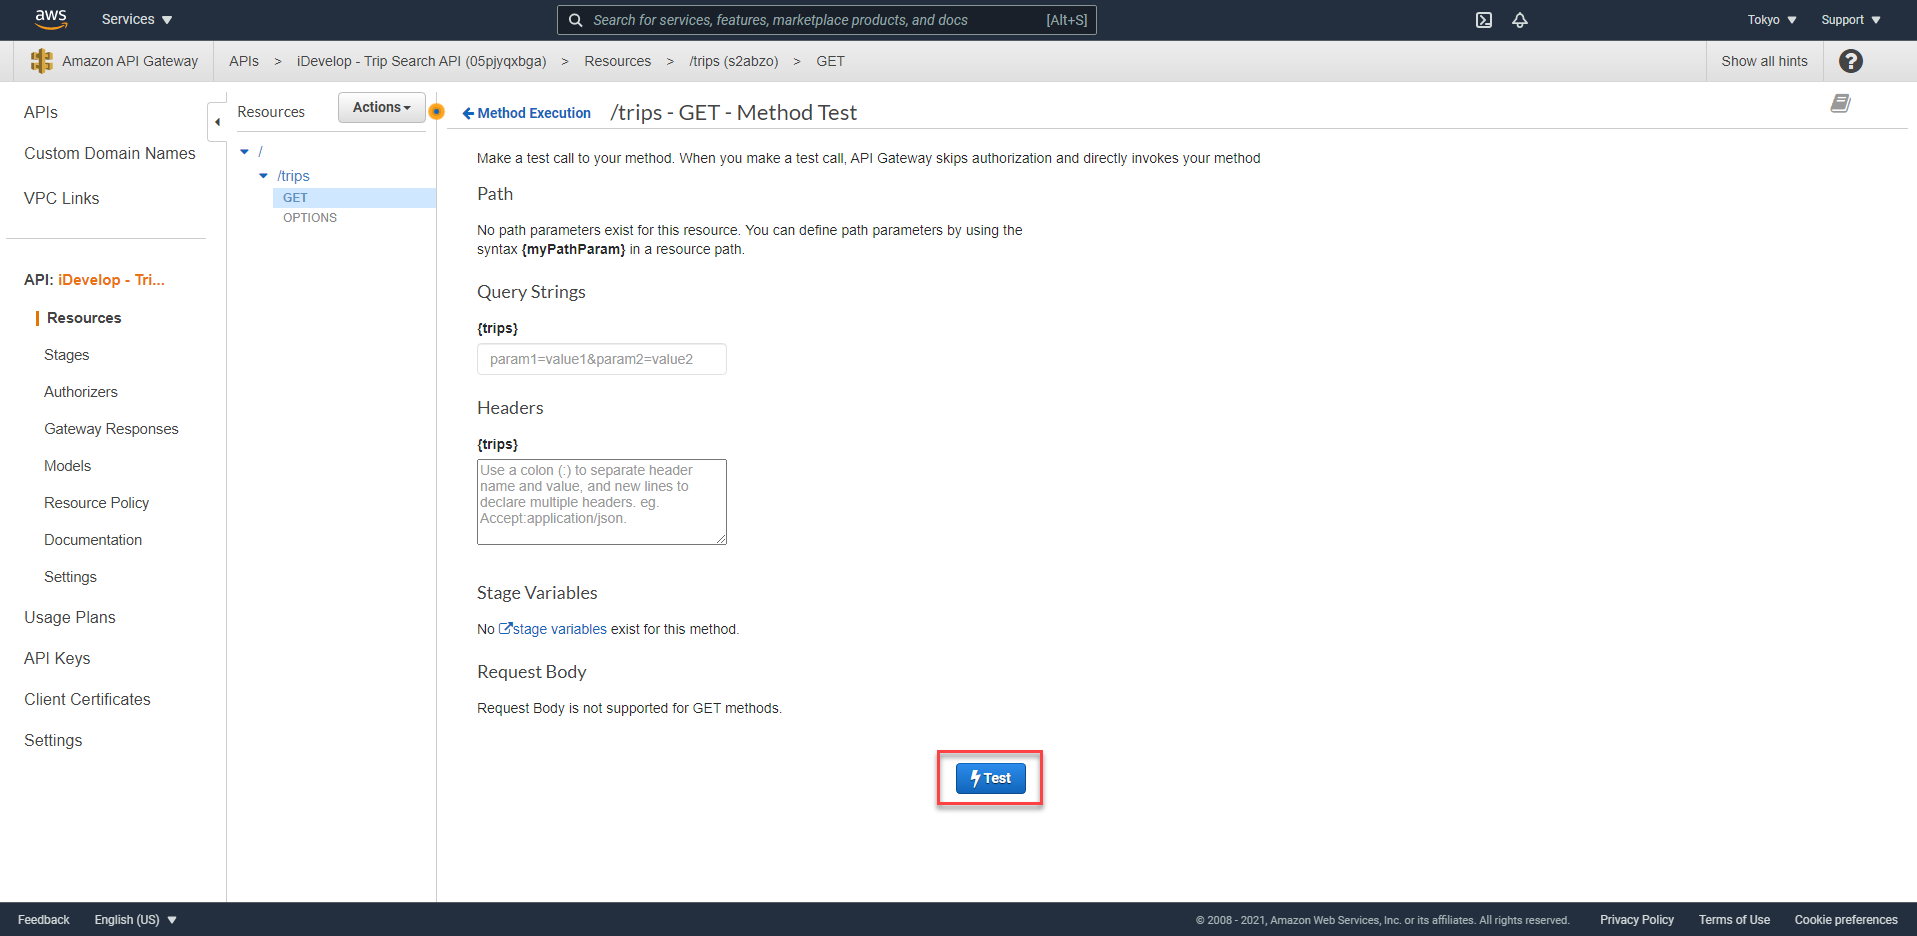 aws
Services
Search for services, features, marketplace products, and docs
[Alt+S]
Tokyo
Support
Amazon API Gateway
APIs > iDevelop - Trip Search API (05pjyqxbga) > Resources > /trips (s2abzo) > GET
Show all hints
?
APIs
Custom Domain Names
VPC Links
API: iDevelop - Tri...
Resources
Stages
Authorizers
Gateway Responses
Models
Resource Policy
Documentation
Settings
Usage Plans
API Keys
Client Certificates
Settings
Resources
Actions
/
/trips
GET
OPTIONS
Method Execution
/trips - GET - Method Test
Make a test call to your method. When you make a test call, API Gateway skips authorization and directly invokes your method
Path
No path parameters exist for this resource. You can define path parameters by using the
syntax {myPathParam} in a resource path.
Query Strings
{trips}
param1=value1&param2=value2
Headers
{trips}
Use a colon (:) to separate header
name and value, and new lines to
declare multiple headers. eg.
Accept:application/json.
Stage Variables
No stage variables exist for this method.
Request Body
Request Body is not supported for GET methods.
Test
Feedback
English (US)
© 2008 - 2021, Amazon Web Services, Inc. or its affiliates. All rights reserved.
Privacy Policy
Terms of Use
Cookie preferences